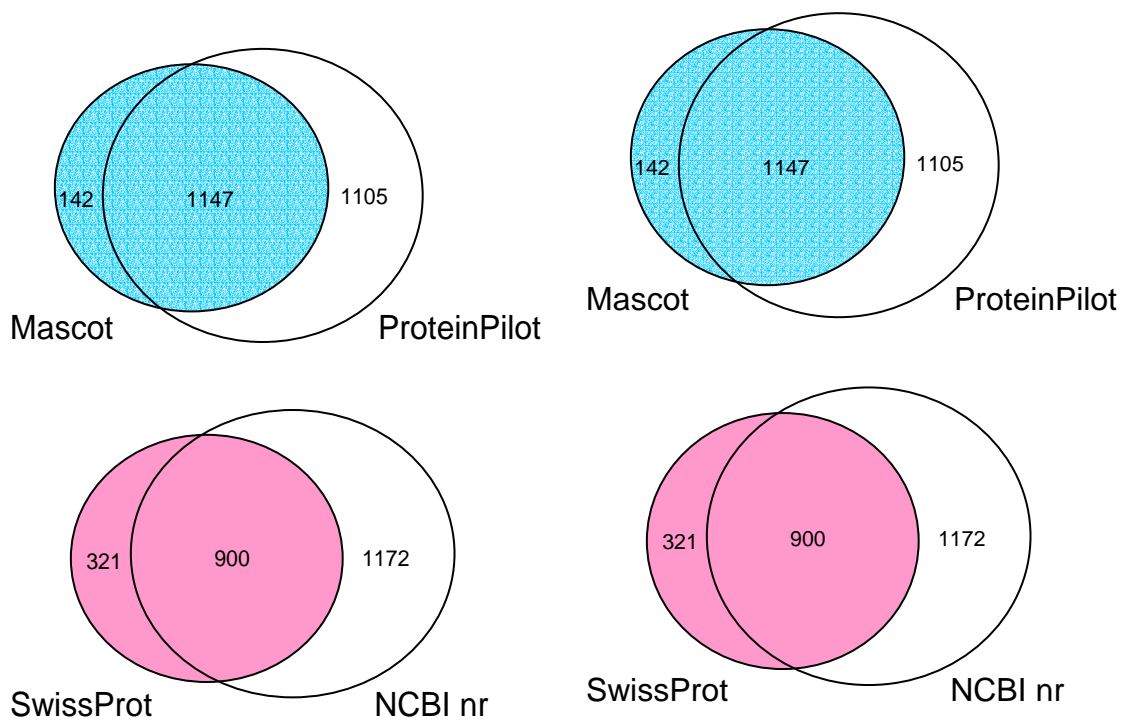 142 1147 1105
Mascot ProteinPilot
142 1147 1105
Mascot ProteinPilot
321 900 1172
SwissProt NCBI nr
321 900 1172
SwissProt NCBI nr